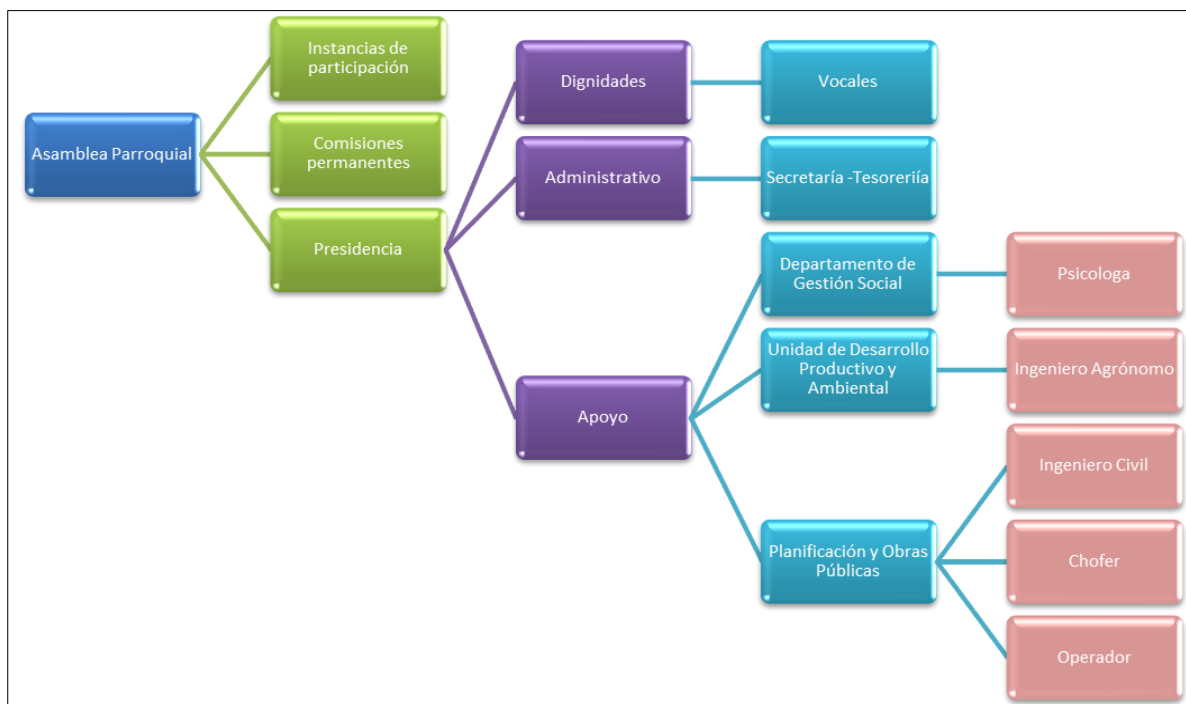 Asamblea Parroquial
Instancias de
participación
Comisiones
permanentes
Presidencia
Dignidades
Administrativo
Apoyo
Vocales
Secretaría -Tesoreriía
Departamento de
Gestión Social
Unidad de Desarrollo
Productivo y
Ambiental
Planificación y Obras
Públicas
Psicologa
Ingeniero Agrónomo
Ingeniero Civil
Chofer
Operador